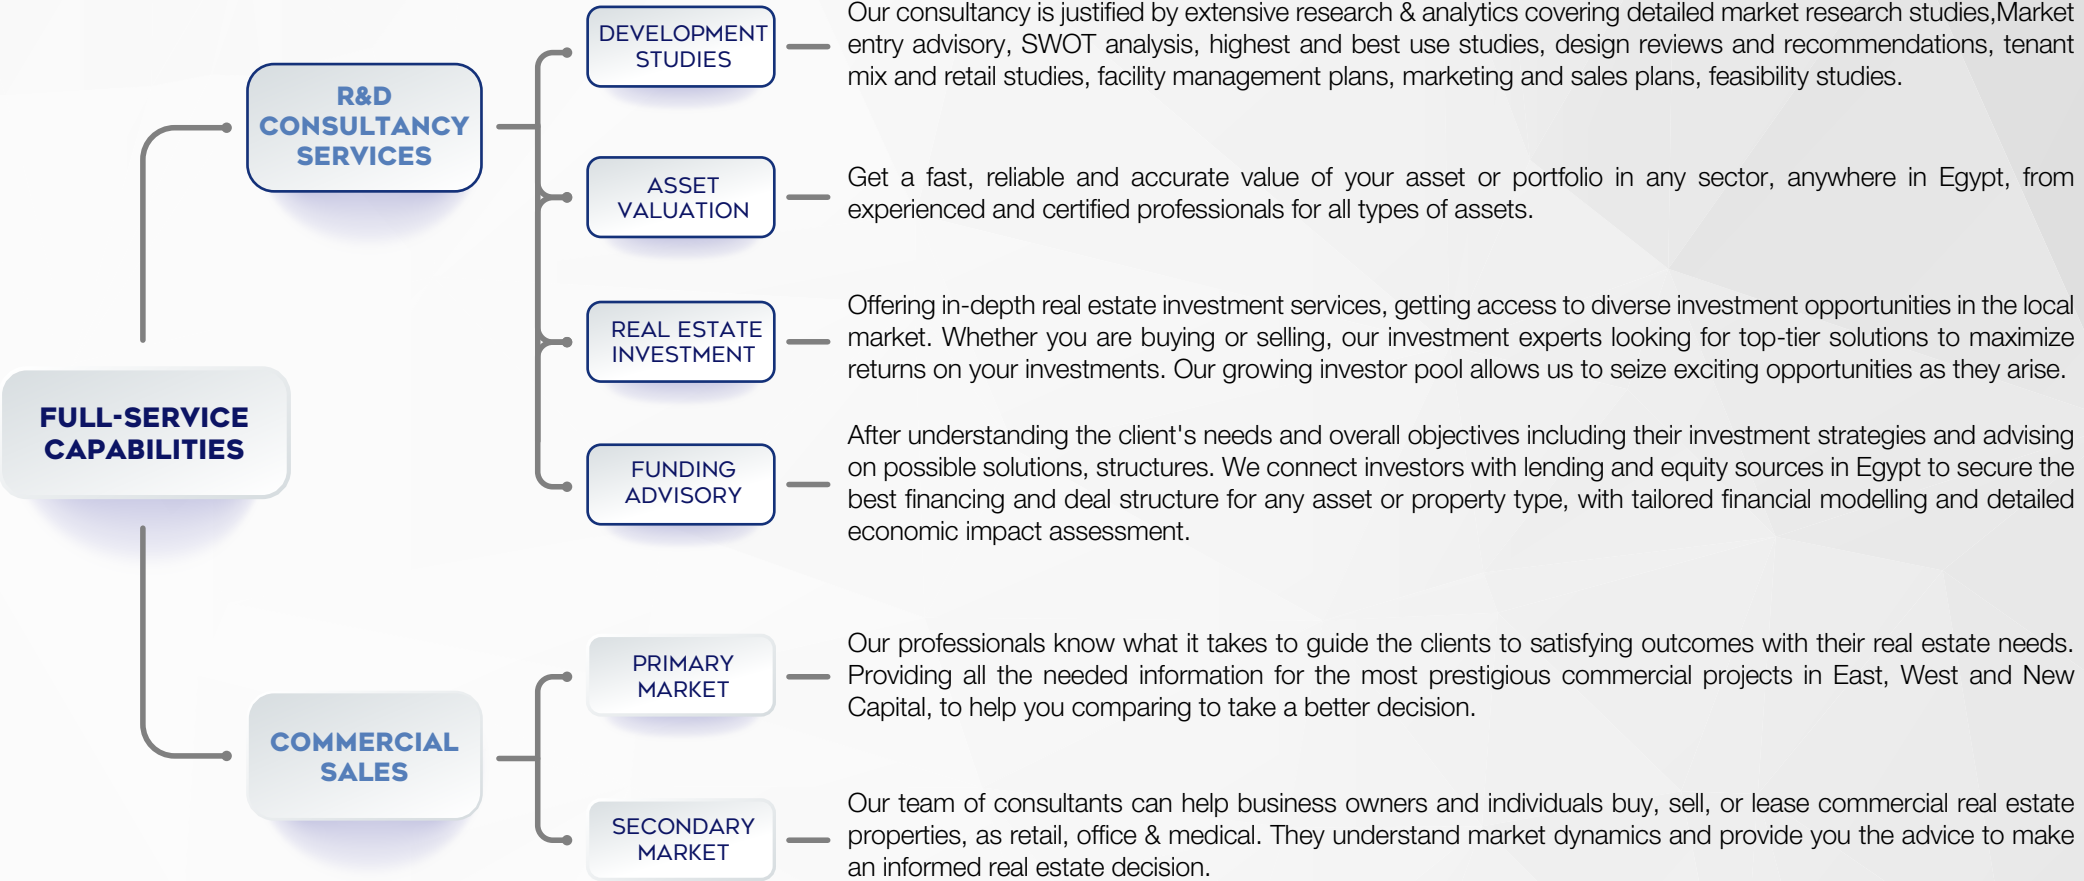 FULL-SERVICE
CAPABILITIES
R&D
CONSULTANCY
SERVICES
DEVELOPMENT
STUDIES
Our consultancy is justified by extensive research & analytics covering detailed market research studies,Market
entry advisory, SWOT analysis, highest and best use studies, design reviews and recommendations, tenant
mix and retail studies, facility management plans, marketing and sales plans, feasibility studies.
ASSET
VALUATION
Get a fast, reliable and accurate value of your asset or portfolio in any sector, anywhere in Egypt, from
experienced and certified professionals for all types of assets.
REAL ESTATE
INVESTMENT
Offering in-depth real estate investment services, getting access to diverse investment opportunities in the local
market. Whether you are buying or selling, our investment experts looking for top-tier solutions to maximize
returns on your investments. Our growing investor pool allows us to seize exciting opportunities as they arise.
FUNDING
ADVISORY
After understanding the client's needs and overall objectives including their investment strategies and advising
on possible solutions, structures. We connect investors with lending and equity sources in Egypt to secure the
best financing and deal structure for any asset or property type, with tailored financial modelling and detailed
economic impact assessment.
COMMERCIAL
SALES
PRIMARY
MARKET
Our professionals know what it takes to guide the clients to satisfying outcomes with their real estate needs.
Providing all the needed information for the most prestigious commercial projects in East, West and New
Capital, to help you comparing to take a better decision.
SECONDARY
MARKET
Our team of consultants can help business owners and individuals buy, sell, or lease commercial real estate
properties, as retail, office & medical. They understand market dynamics and provide you the advice to make
an informed real estate decision.